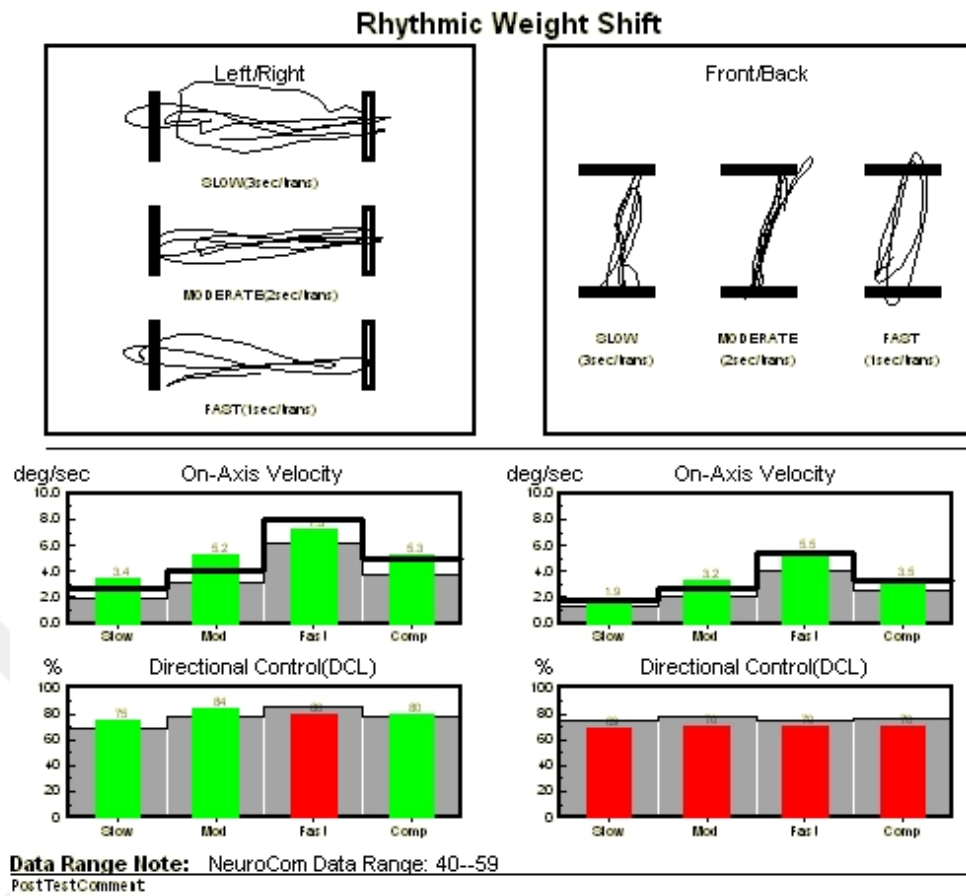 Rhythmic Weight Shift
Left/Right
SLOW(3sec/trans)
MODERATE(2sec/trans)
FAST(1sec/trans)
Front/Back
SLOW MODERATE FAST
(3sec/trans) (2sec/trans) (1sec/trans)
deg/sec On-Axis Velocity
10.0
8.0
6.0
4.0
2.0
0.0
3.4 5.2 5.3
Slow Mod Fast Comp
deg/sec On-Axis Velocity
10.0
8.0
6.0
4.0
2.0
0.0
1.9 3.2 5.5 3.5
Slow Mod Fast Comp
% Directional Control(DCL)
100
80
60
40
20
0
75 84 80 80
Slow Mod Fast Comp
% Directional Control(DCL)
100
80
60
40
20
0
69 70 70 70
Slow Mod Fast Comp
Data Range Note: NeuroCom Data Range: 40--59
PostTestComment